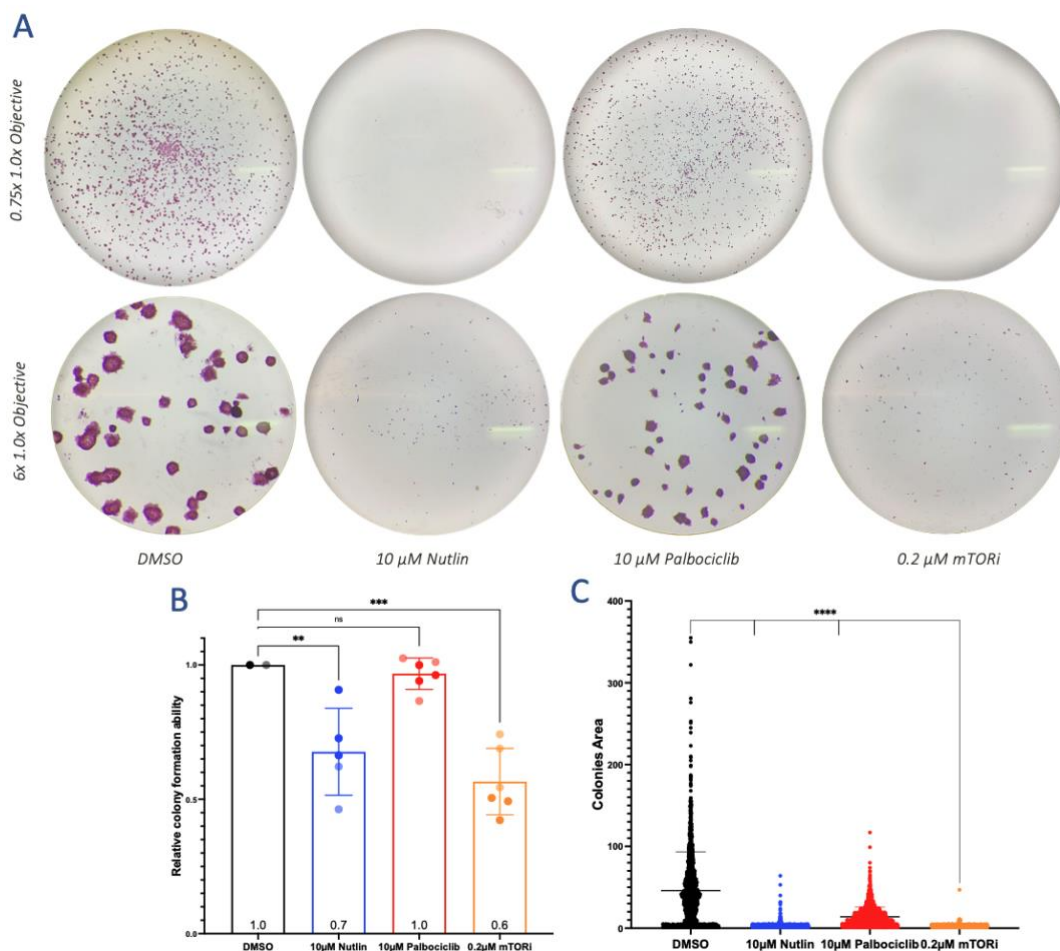 A
0.75x 1.0x Objective
6x 1.0x Objective
DMSO
10 µM Nutlin
10 µM Palbociclib
0.2 µM mTORi
B
***
ns
**
Relative colony formation ability
1.0
0.5
0.0
1.0
0.7
1.0
0.6
DMSO
10µM Nutlin
10µM Palbociclib
0.2µM mTORi
C
****
Colonies Area
400
300
200
100
0
DMSO
10µM Nutlin
10µM Palbociclib
0.2µM mTORi